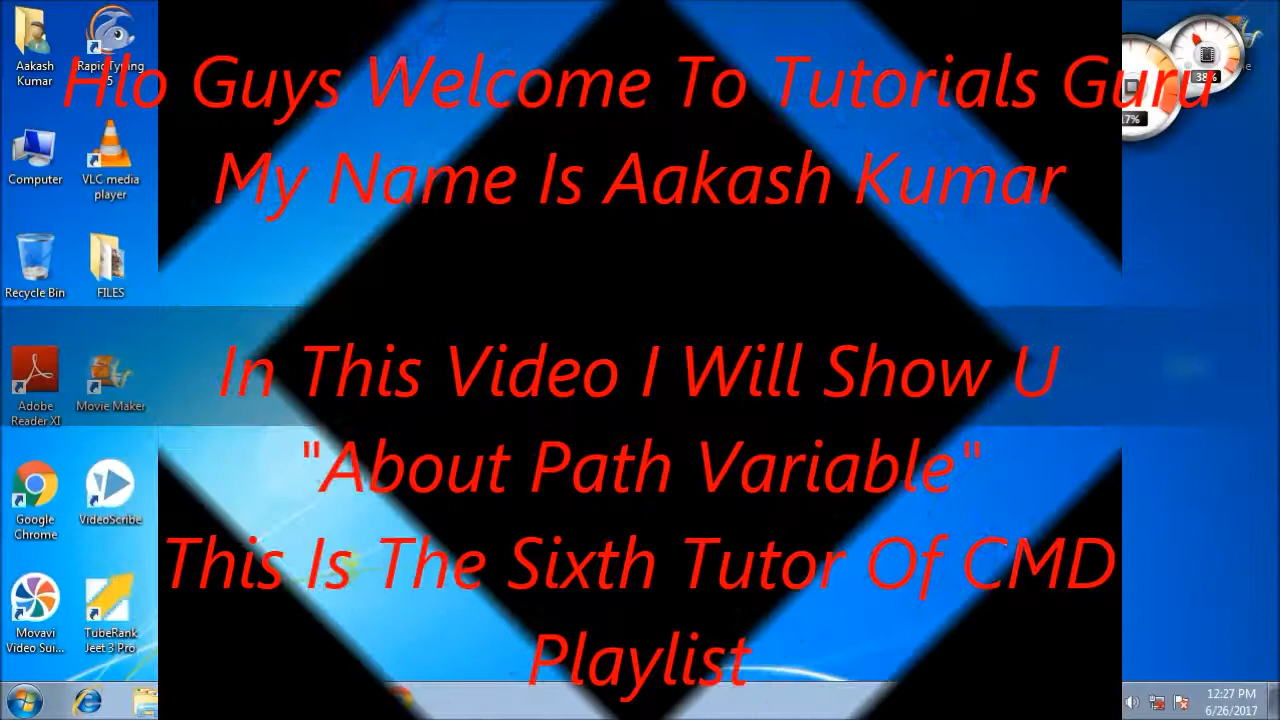 Hlo Guys Welcome To Tutorials Guru
My Name Is Aakash Kumar
In This Video I Will Show U
"About Path Variable"
This Is The Sixth Tutor Of CMD
Playlist
Aakash
Kumar
5
Computer
VLC media
player
Recycle Bin
FILES
Adobe
Reader XI
Movie Maker
Google
Chrome
VideoScribe
Movavi
Video Sui...
TubeRank
Jeet 3 Pro
38%
17%
12:27 PM
6/26/2017